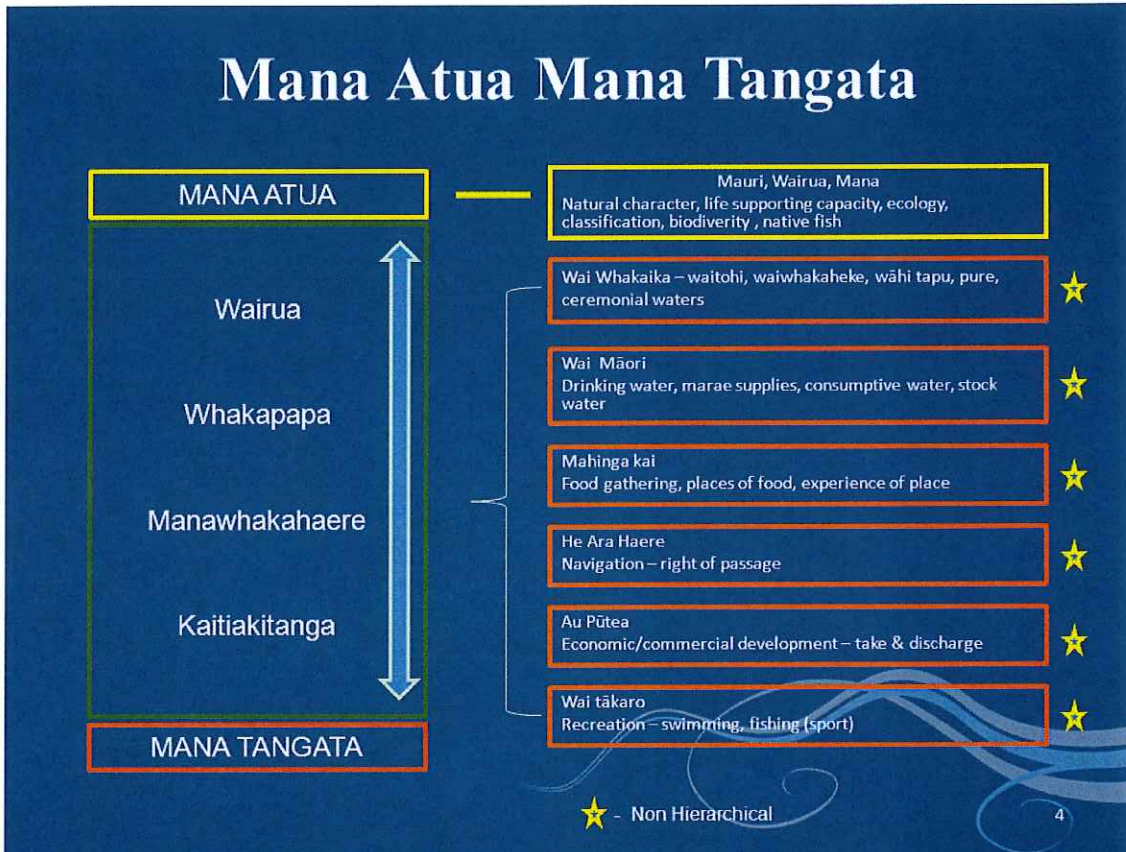 Mana Atua Mana Tangata
MANA ATUA
Wairua
Whakapapa
Manawhakahaere
Kaitiakitanga
MANA TANGATA
Mauri, Wairua, Mana
Natural character, life supporting capacity, ecology,
classification, biodiverity , native fish
Wai Whakaika – waitohi, waiwhakaheke, wāhi tapu, pure,
ceremonial waters
Wai Māori
Drinking water, marae supplies, consumptive water, stock
water
Mahinga kai
Food gathering, places of food, experience of place
He Ara Haere
Navigation – right of passage
Au Pūtea
Economic/commercial development – take & discharge
Wai tākaro
Recreation – swimming, fishing (sport)
- Non Hierarchical
4